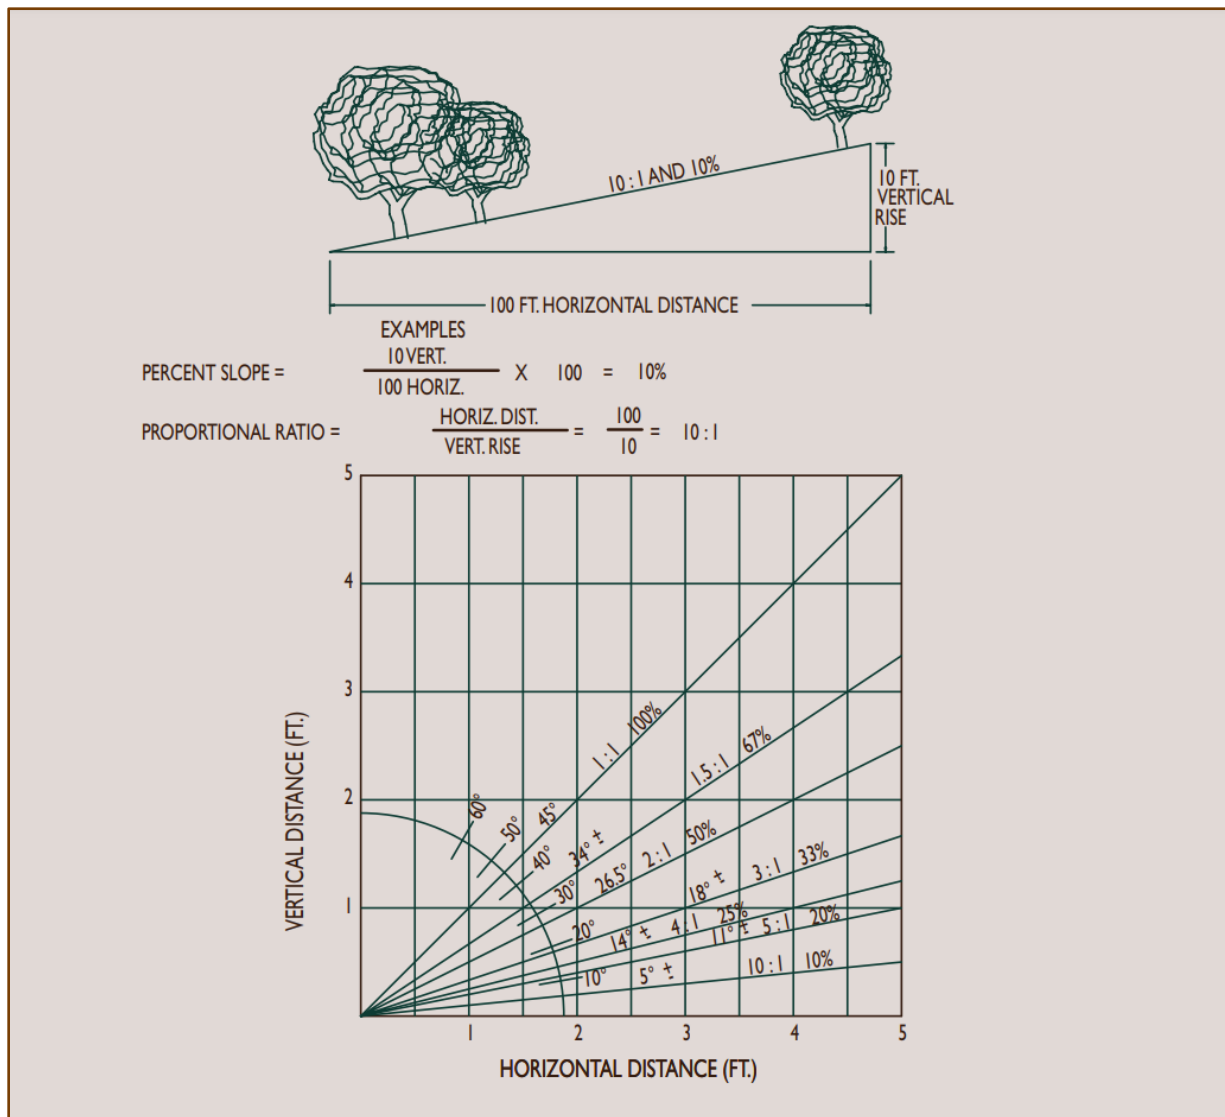 10 : 1 AND 10%
10 FT.
VERTICAL
RISE
100 FT. HORIZONTAL DISTANCE
EXAMPLES
PERCENT SLOPE = 10 VERT. / 100 HORIZ. X 100 = 10%
PROPORTIONAL RATIO = HORIZ. DIST. / VERT. RISE = 100 / 10 = 10 : 1
5
4
3
2
1
VERTICAL DISTANCE (FT.)
60°
50°
45° 1 : 1 100%
40°
34° ± 1.5 : 1 67%
30°
26.5° 2 : 1 50%
20°
18° ± 3 : 1 33%
14° ± 4 : 1 25%
11° ± 5 : 1 20%
10°
5° ± 10 : 1 10%
1 2 3 4 5
HORIZONTAL DISTANCE (FT.)